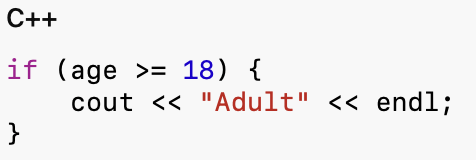 C++
if (age >= 18) {
    cout << "Adult" << endl;
}